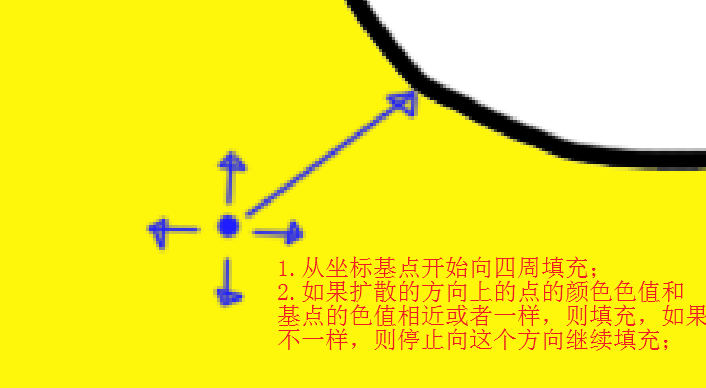 1.从坐标基点开始向四周填充；
2.如果扩散的方向上的点的颜色色值和
基点的色值相近或者一样，则填充，如果
不一样，则停止向这个方向继续填充；